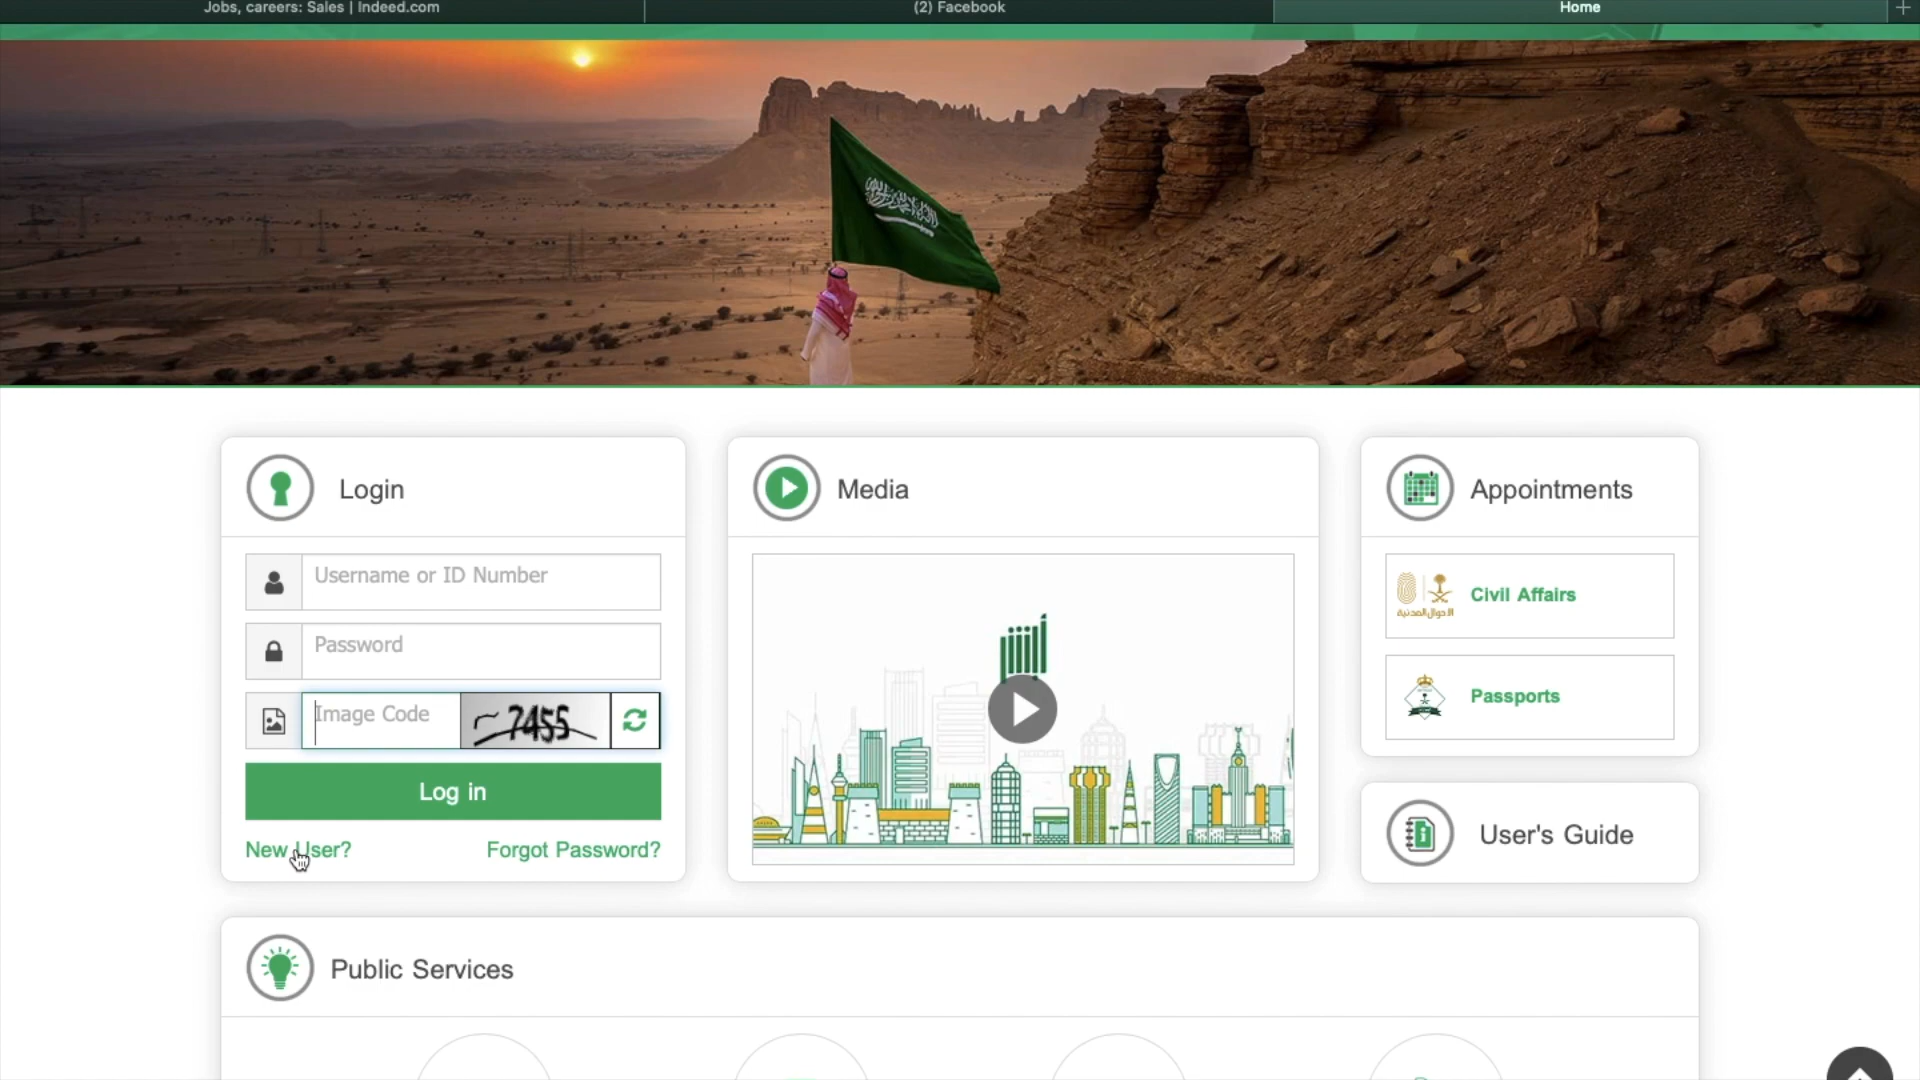 Jobs, careers: Sales | Indeed.com
(2) Facebook
Home
Login
Media
Appointments
Username or ID Number
Password
Image Code
7455
Log in
New User?
Forgot Password?
أبشر
Civil Affairs
الأحوال المدنية
Passports
User's Guide
Public Services